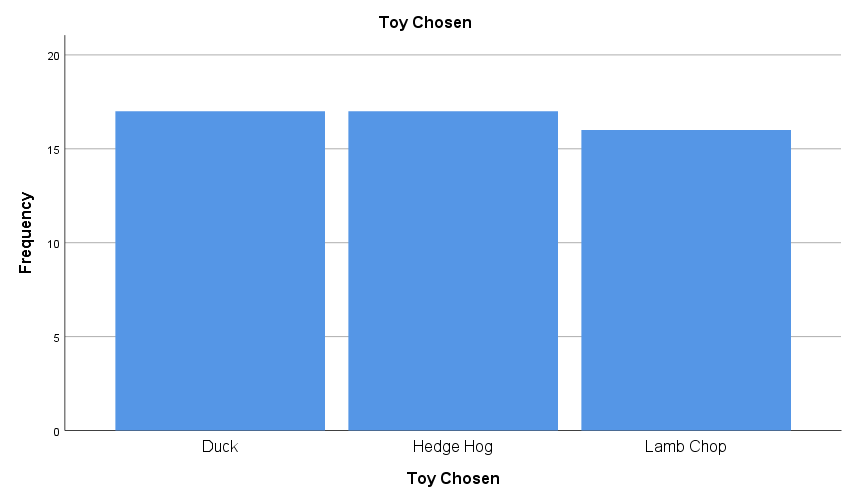 Toy Chosen
20
15
10
5
0
Frequency
Duck
Hedge Hog
Lamb Chop
Toy Chosen